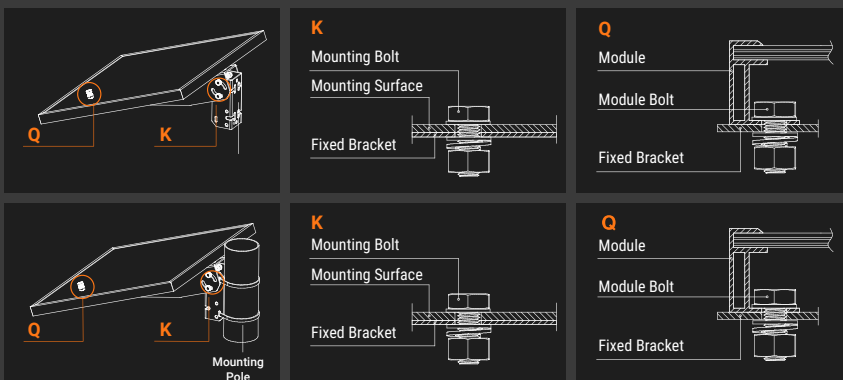 Q
K
K
Mounting Bolt
Mounting Surface
Fixed Bracket
Q
Module
Module Bolt
Fixed Bracket
Q
K
Mounting
Pole
K
Mounting Bolt
Mounting Surface
Fixed Bracket
Q
Module
Module Bolt
Fixed Bracket